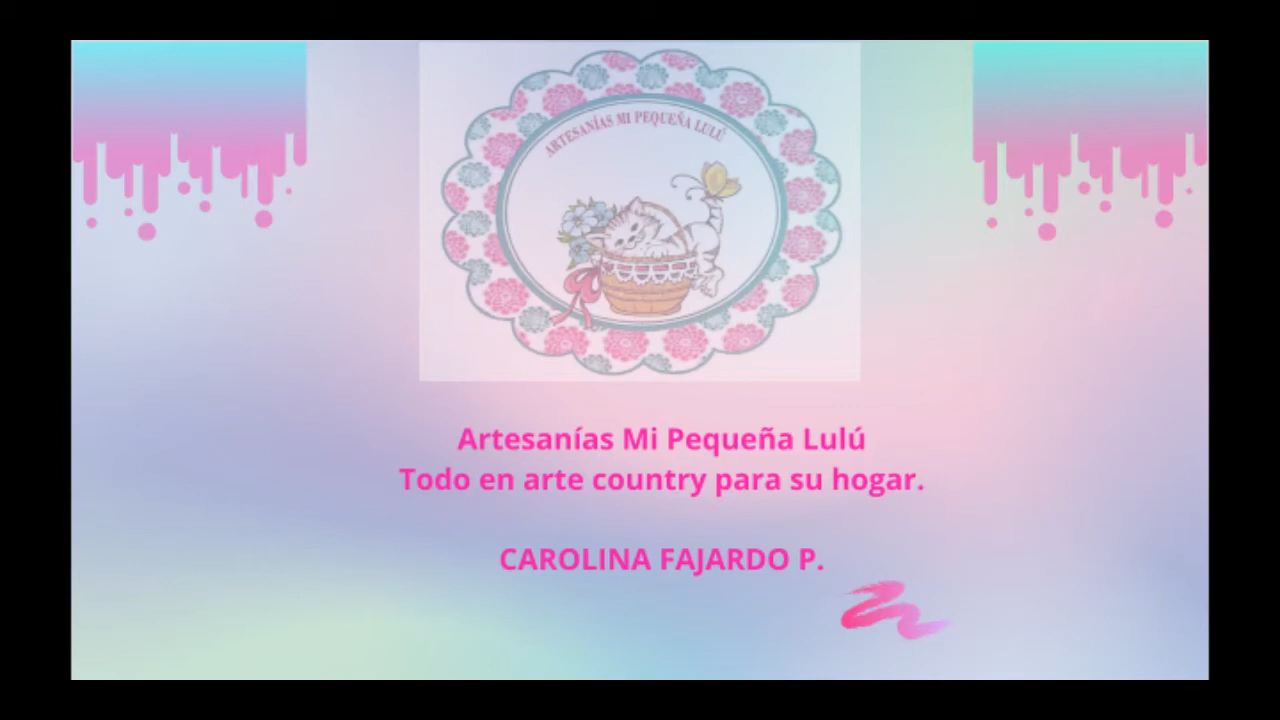 ARTESANÍAS MI PEQUEÑA LULÚ
Artesanías Mi Pequeña Lulú
Todo en arte country para su hogar.
CAROLINA FAJARDO P.